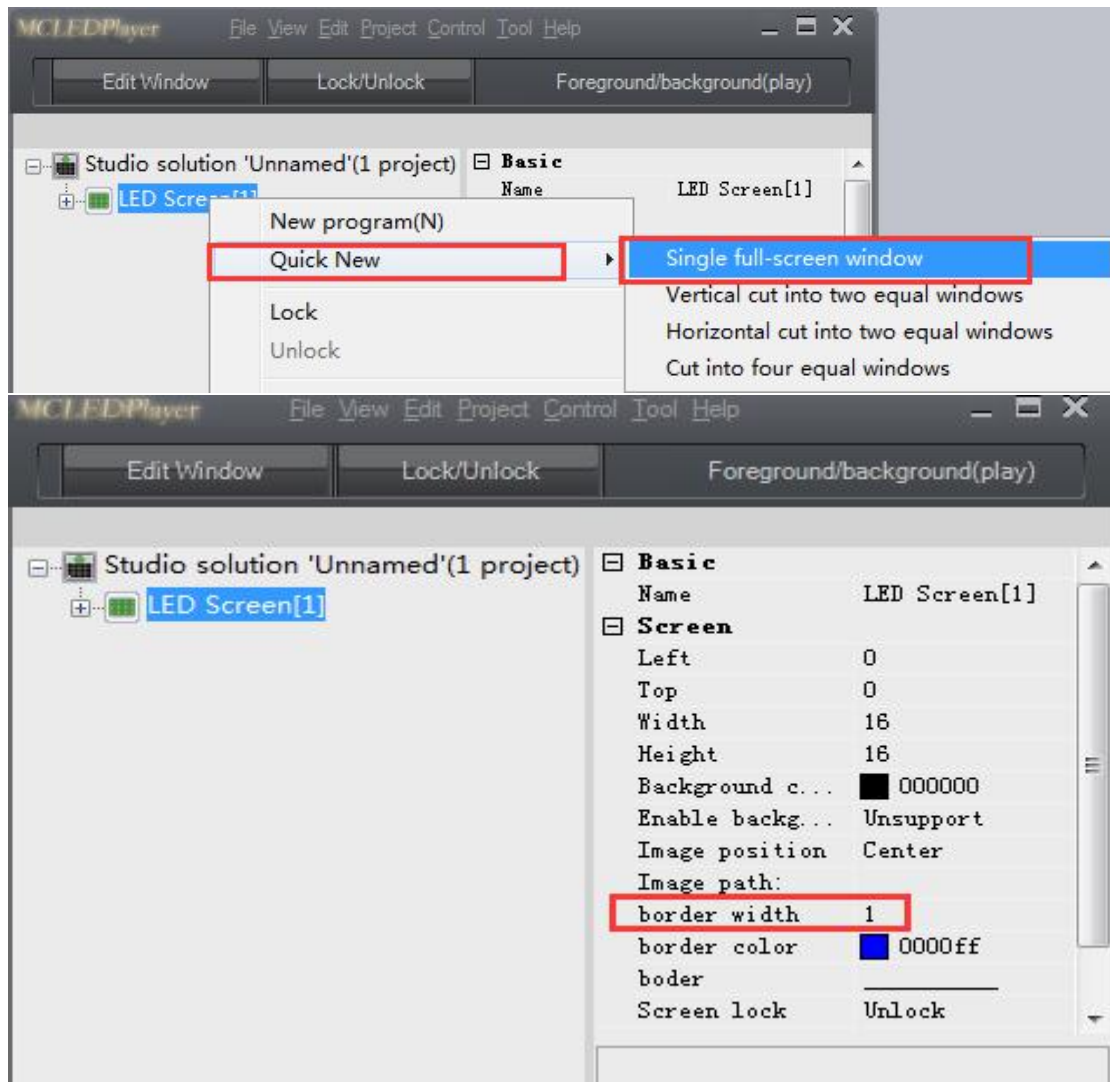 MCLEDPlayer File View Edit Project Control Tool Help
Edit Window Lock/Unlock Foreground/background(play)
Studio solution 'Unnamed'(1 project) Basic
LED Screen[1] Name LED Screen[1]
New program(N)
Quick New Single full-screen window
Vertical cut into two equal windows
Lock Horizontal cut into two equal windows
Unlock Cut into four equal windows
MCLEDPlayer File View Edit Project Control Tool Help
Edit Window Lock/Unlock Foreground/background(play)
Studio solution 'Unnamed'(1 project) Basic
LED Screen[1] Name LED Screen[1]
Screen
Left 0
Top 0
Width 16
Height 16
Background c... 000000
Enable backg... Unsupport
Image position Center
Image path:
border width 1
border color 0000ff
boder
Screen lock Unlock